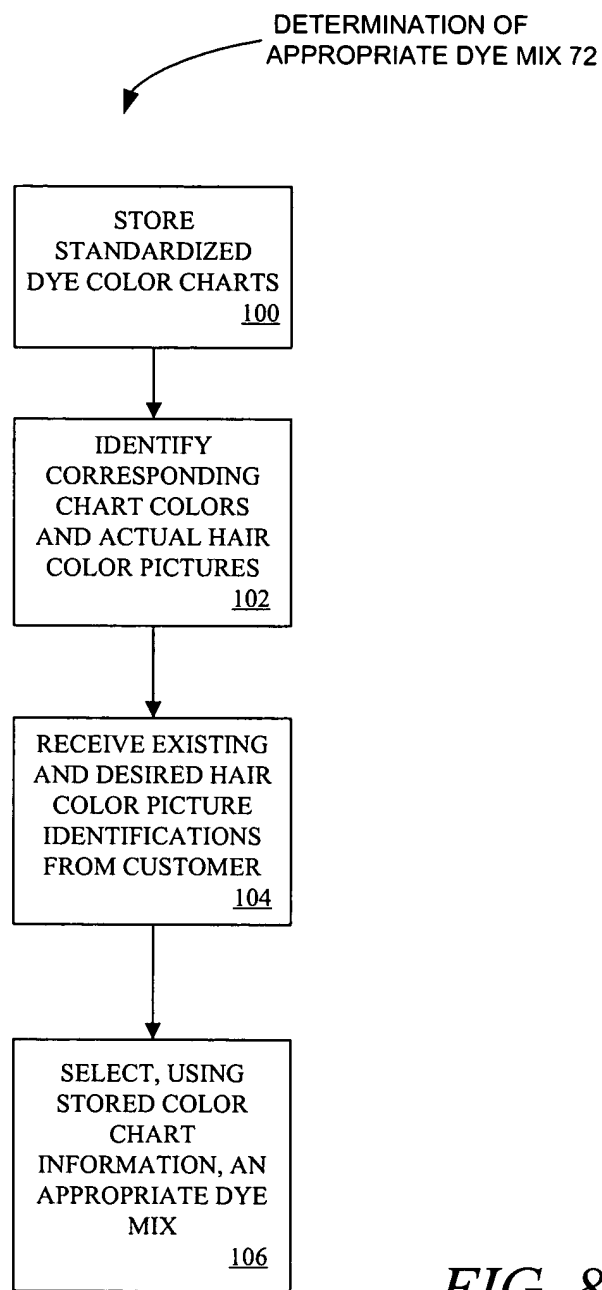 DETERMINATION OF
APPROPRIATE DYE MIX 72
STORE
STANDARDIZED
DYE COLOR CHARTS
100
IDENTIFY
CORRESPONDING
CHART COLORS
AND ACTUAL HAIR
COLOR PICTURES
102
RECEIVE EXISTING
AND DESIRED HAIR
COLOR PICTURE
IDENTIFICATIONS
FROM CUSTOMER
104
SELECT, USING
STORED COLOR
CHART
INFORMATION, AN
APPROPRIATE DYE
MIX
106
FIG. 8